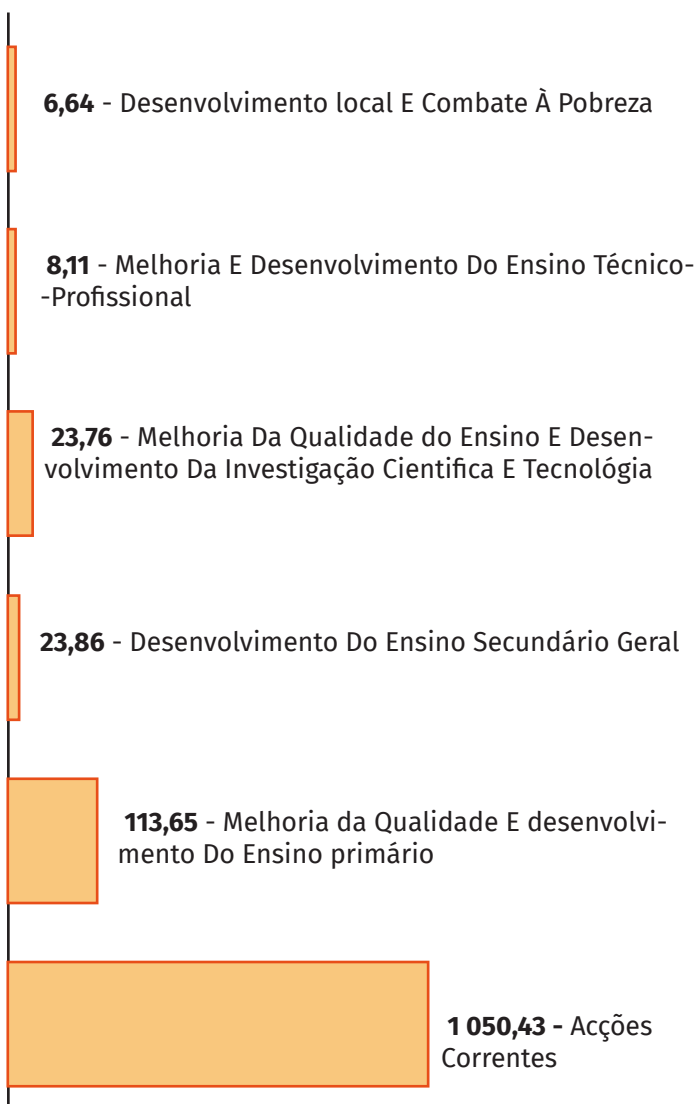 6,64 - Desenvolvimento local E Combate À Pobreza
8,11 - Melhoria E Desenvolvimento Do Ensino Técnico-
-Profissional
23,76 - Melhoria Da Qualidade do Ensino E Desen-
volvimento Da Investigação Cientifica E Tecnológia
23,86 - Desenvolvimento Do Ensino Secundário Geral
113,65 - Melhoria da Qualidade E desenvolvi-
mento Do Ensino primário
1 050,43 - Acções
Correntes